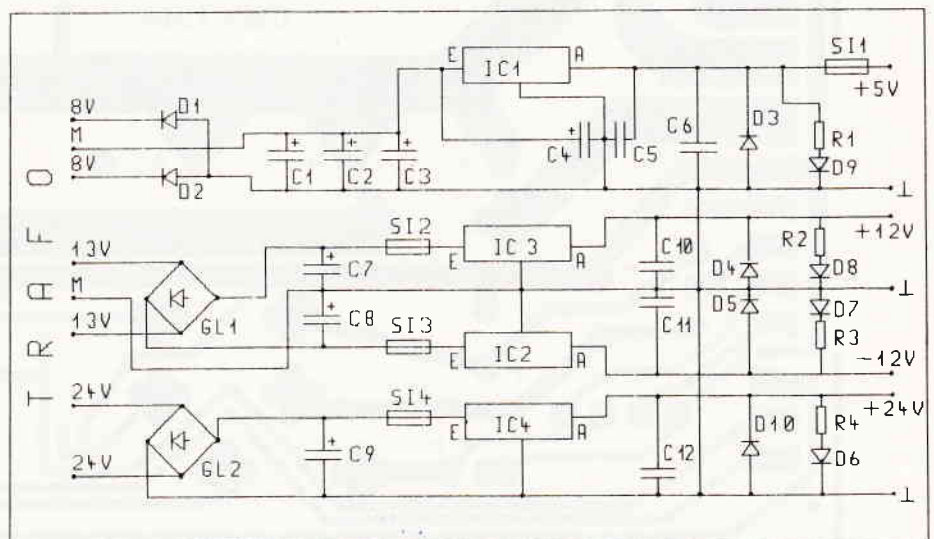 SI1
E IC1 A
+5V
8V D1
M
8V D2
C1 C2 C3 C4 C5 C6 D3 R1
D9
⊥
TRAFO
+12V
13V SI2 E IC 3 A C10 R2
M C7 D4 D8
⊥
13V GL1 C8 SI3 C11 D5 D7
E IC2 A R3
-12V
24V SI4 E IC4 A +24V
D10 R4
24V GL2 C9 C12 D6
⊥